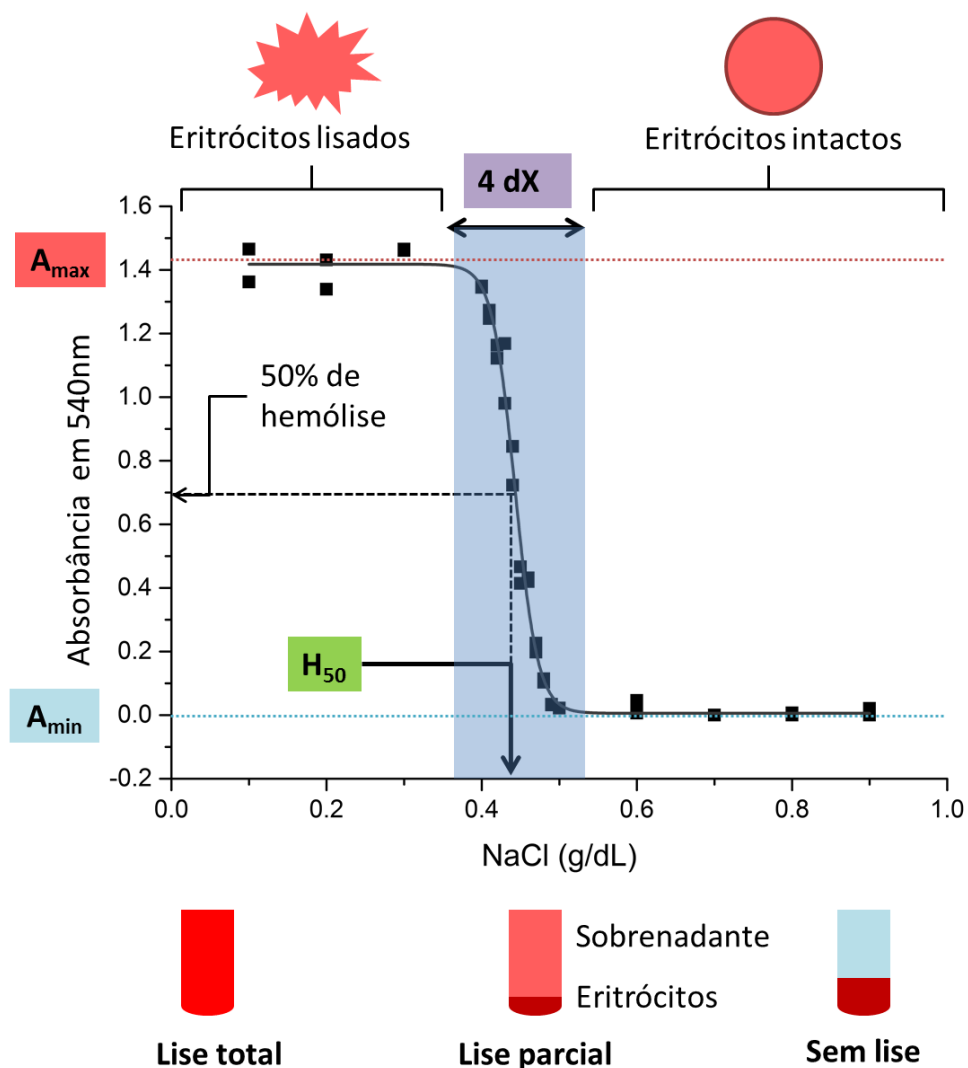 Eritrócitos lisados
Eritrócitos intactos
4 dX
1.6
1.4
1.2
1.0
0.8
0.6
0.4
0.2
0.0
-0.2
Amax
Amin
Absorbância em 540nm
50% de
hemólise
H50
0.0
0.2
0.4
0.6
0.8
1.0
NaCl (g/dL)
Sobrenadante
Eritrócitos
Lise total
Lise parcial
Sem lise